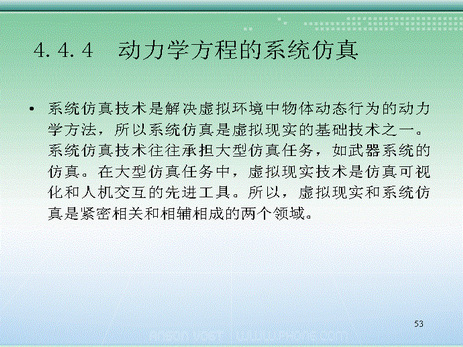 4.4.4 动力学方程的系统仿真
• 系统仿真技术是解决虚拟环境中物体动态行为的动力
学方法，所以系统仿真是虚拟现实的基础技术之一。
系统仿真技术往往承担大型仿真任务，如武器系统的
仿真。在大型仿真任务中，虚拟现实技术是仿真可视
化和人机交互的先进工具。所以，虚拟现实和系统仿
真是紧密相关和相辅相成的两个领域。
53